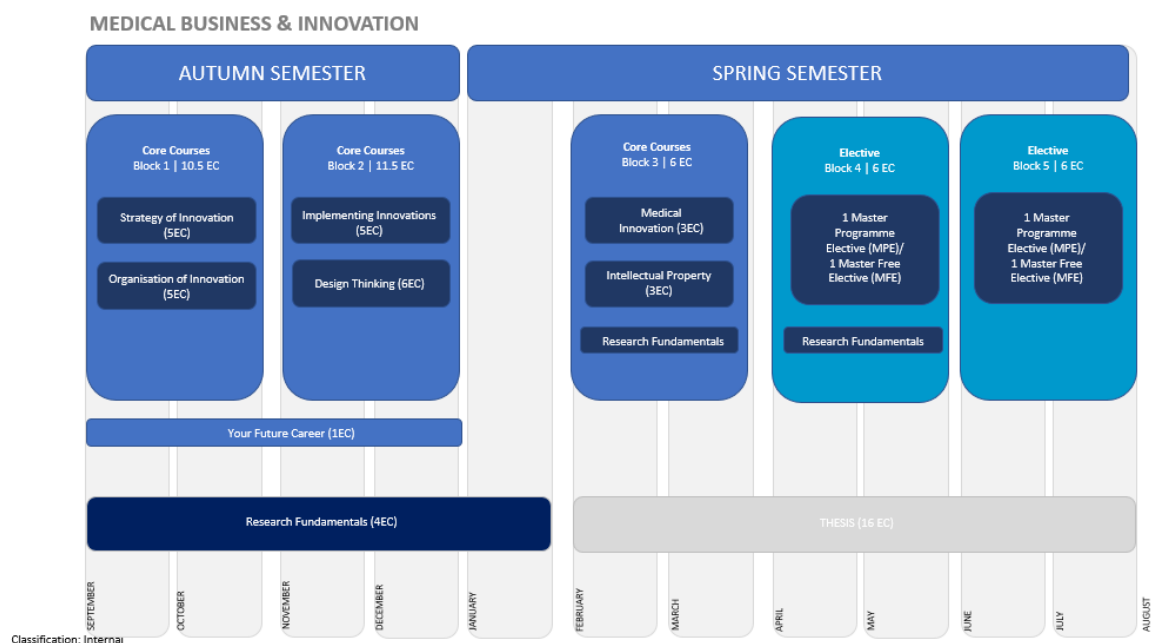 MEDICAL BUSINESS & INNOVATION
AUTUMN SEMESTER
SPRING SEMESTER
Core Courses
Block 1 | 10.5 EC
Strategy of Innovation
(5EC)
Organisation of Innovation
(5EC)
Core Courses
Block 2 | 11.5 EC
Implementing Innovations
(5EC)
Design Thinking (6EC)
Core Courses
Block 3 | 6 EC
Medical
Innovation (3EC)
Intellectual Property
(3EC)
Research Fundamentals
Elective
Block 4 | 6 EC
1 Master
Programme
Elective (MPE)/
1 Master Free
Elective (MFE)
Research Fundamentals
Elective
Block 5 | 6 EC
1 Master
Programme
Elective (MPE)/
1 Master Free
Elective (MFE)
Your Future Career (1EC)
Research Fundamentals (4EC)
THESIS (16 EC)
SEPTEMBER
OCTOBER
NOVEMBER
DECEMBER
JANUARY
FEBRUARY
MARCH
APRIL
MAY
JUNE
JULY
AUGUST
Classification: Internal